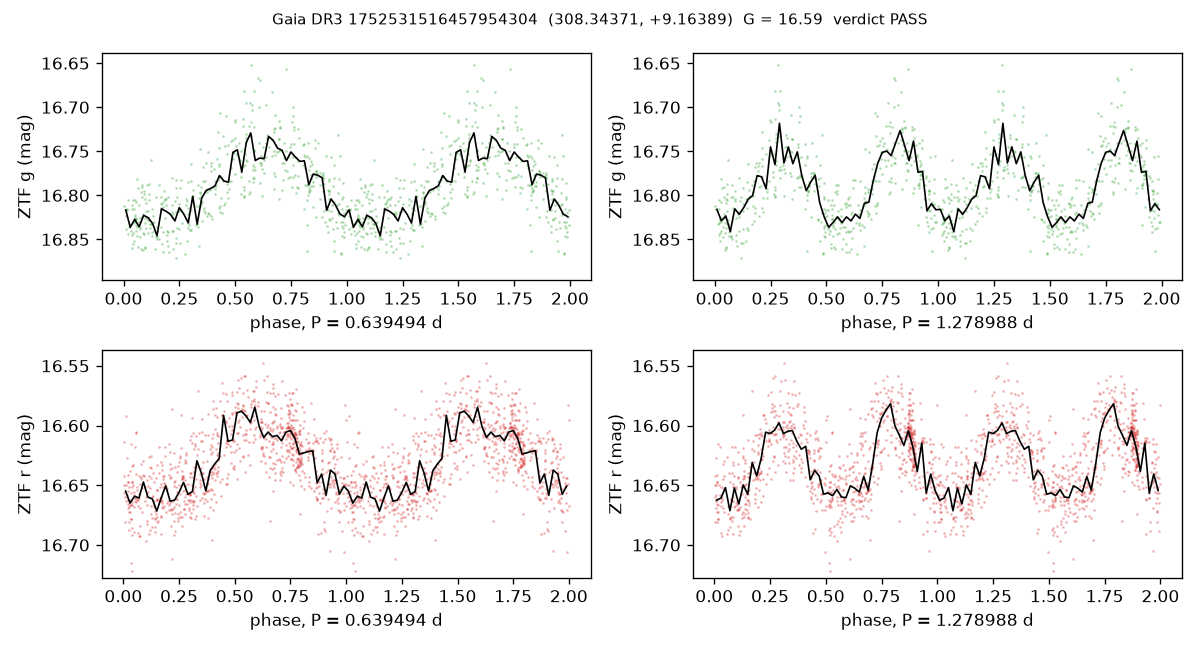 Gaia DR3 1752531516457954304 (308.34371, +9.16389) G = 16.59 verdict PASS
ZTF g (mag)
16.65
16.70
16.75
16.80
16.85
0.00 0.25 0.50 0.75 1.00 1.25 1.50 1.75 2.00
phase, P = 0.639494 d
ZTF g (mag)
16.65
16.70
16.75
16.80
16.85
0.00 0.25 0.50 0.75 1.00 1.25 1.50 1.75 2.00
phase, P = 1.278988 d
ZTF r (mag)
16.55
16.60
16.65
16.70
0.00 0.25 0.50 0.75 1.00 1.25 1.50 1.75 2.00
phase, P = 0.639494 d
ZTF r (mag)
16.55
16.60
16.65
16.70
0.00 0.25 0.50 0.75 1.00 1.25 1.50 1.75 2.00
phase, P = 1.278988 d